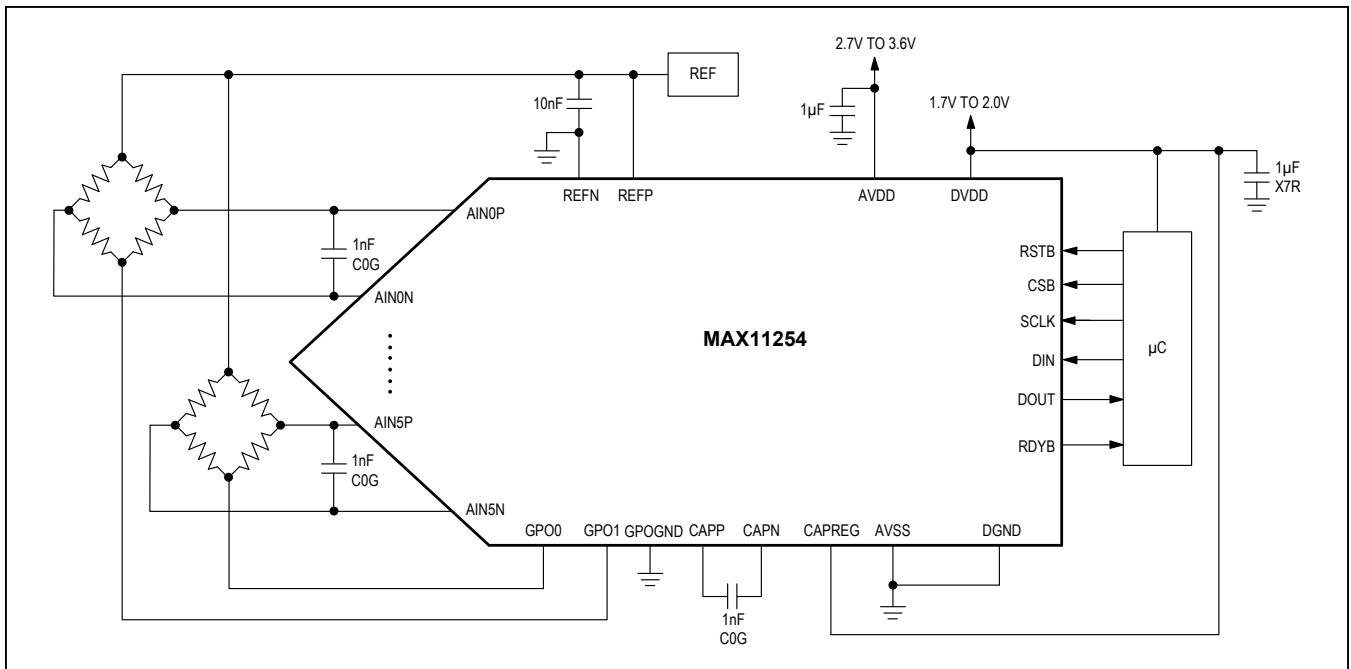 2.7V TO 3.6V
REF
10nF
1µF
1.7V TO 2.0V
1µF
X7R
REFN
REFP
AVDD
DVDD
AIN0P
1nF
C0G
AIN0N
RSTB
CSB
SCLK
DIN
DOUT
RDYB
µC
MAX11254
AIN5P
1nF
C0G
AIN5N
GPO0
GPO1
GPOGND
CAPP
CAPN
CAPREG
AVSS
DGND
1nF
C0G